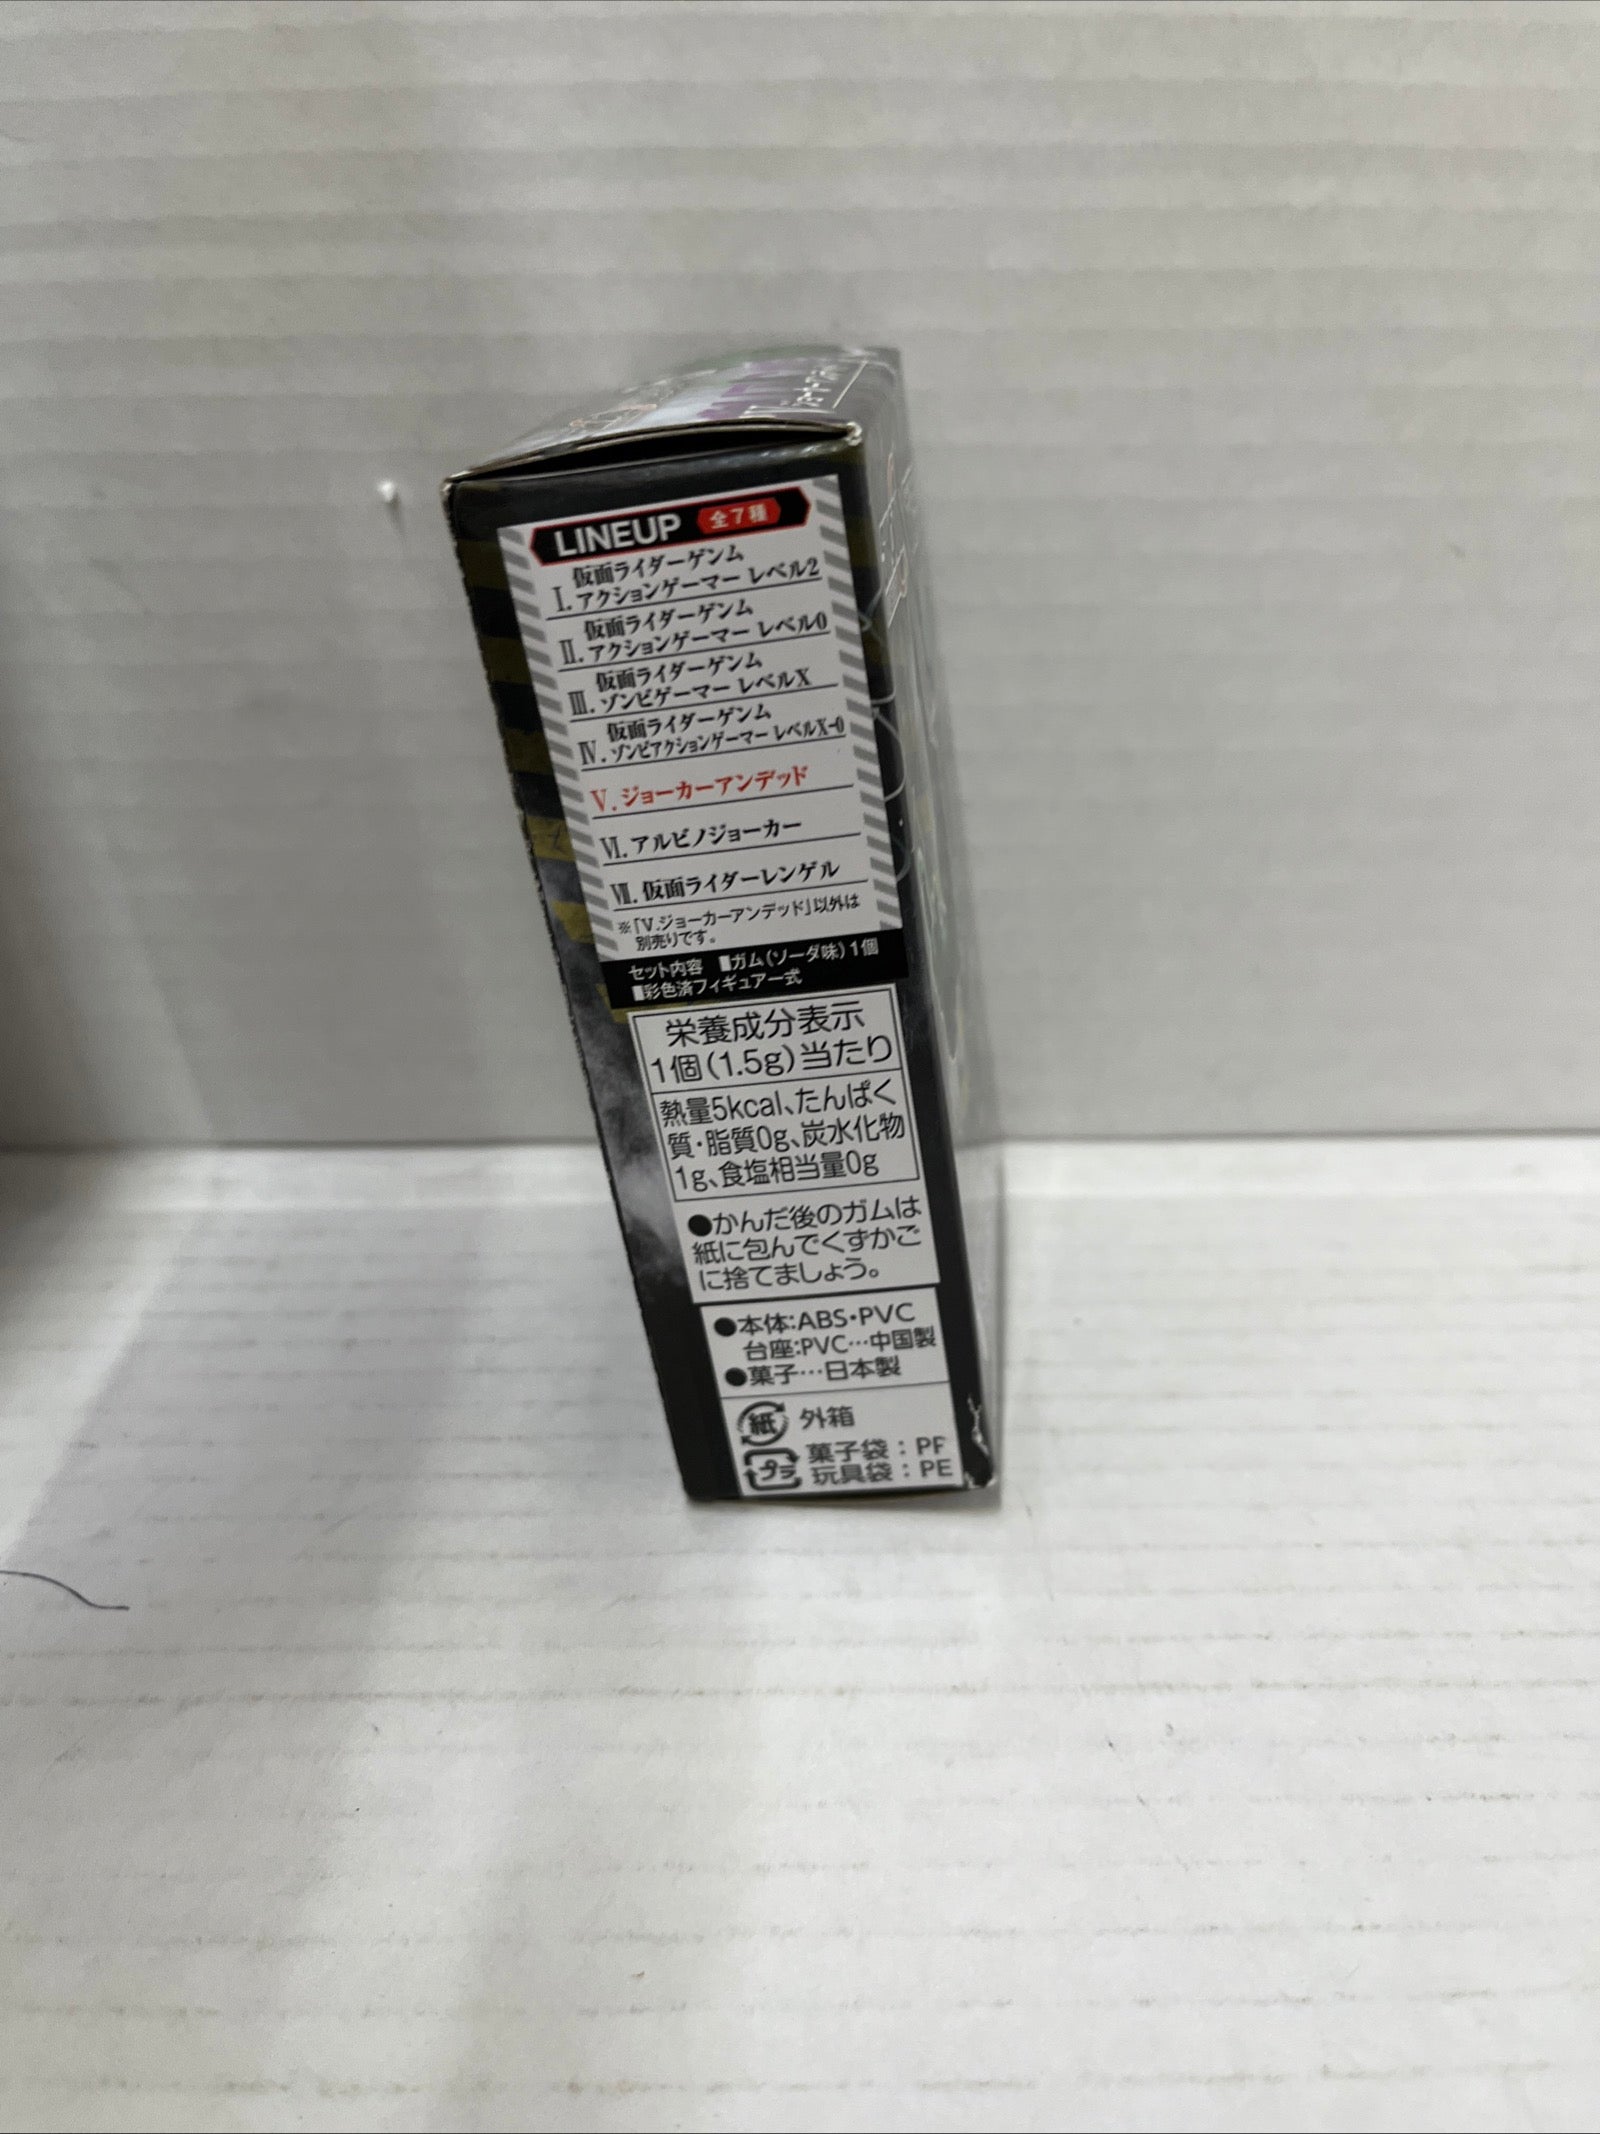 LINEUP 全7種
仮面ライダーゲンム
Ⅰ. アクションゲーマー レベル2
仮面ライダーゲンム
Ⅱ. アクションゲーマー レベル0
仮面ライダーゲンム
Ⅲ. ゾンビゲーマー レベルX
仮面ライダーゲンム
Ⅳ. ゾンビアクションゲーマー レベルX-0
Ⅴ. ジョーカーアンデッド
Ⅵ. アルビノジョーカー
Ⅶ. 仮面ライダーレンゲル
※「Ⅴ.ジョーカーアンデッド」以外は
別売りです。
セット内容 ■ガム(ソーダ味)1個
■彩色済フィギュア一式
栄養成分表示
1個(1.5g)当たり
熱量5kcal、たんぱく
質・脂質0g、炭水化物
1g、食塩相当量0g
●かんだ後のガムは
紙に包んでくずかご
に捨てましょう。
●本体:ABS・PVC
台座:PVC…中国製
●菓子…日本製
紙 外箱
プラ 菓子袋：PF
玩具袋：PE